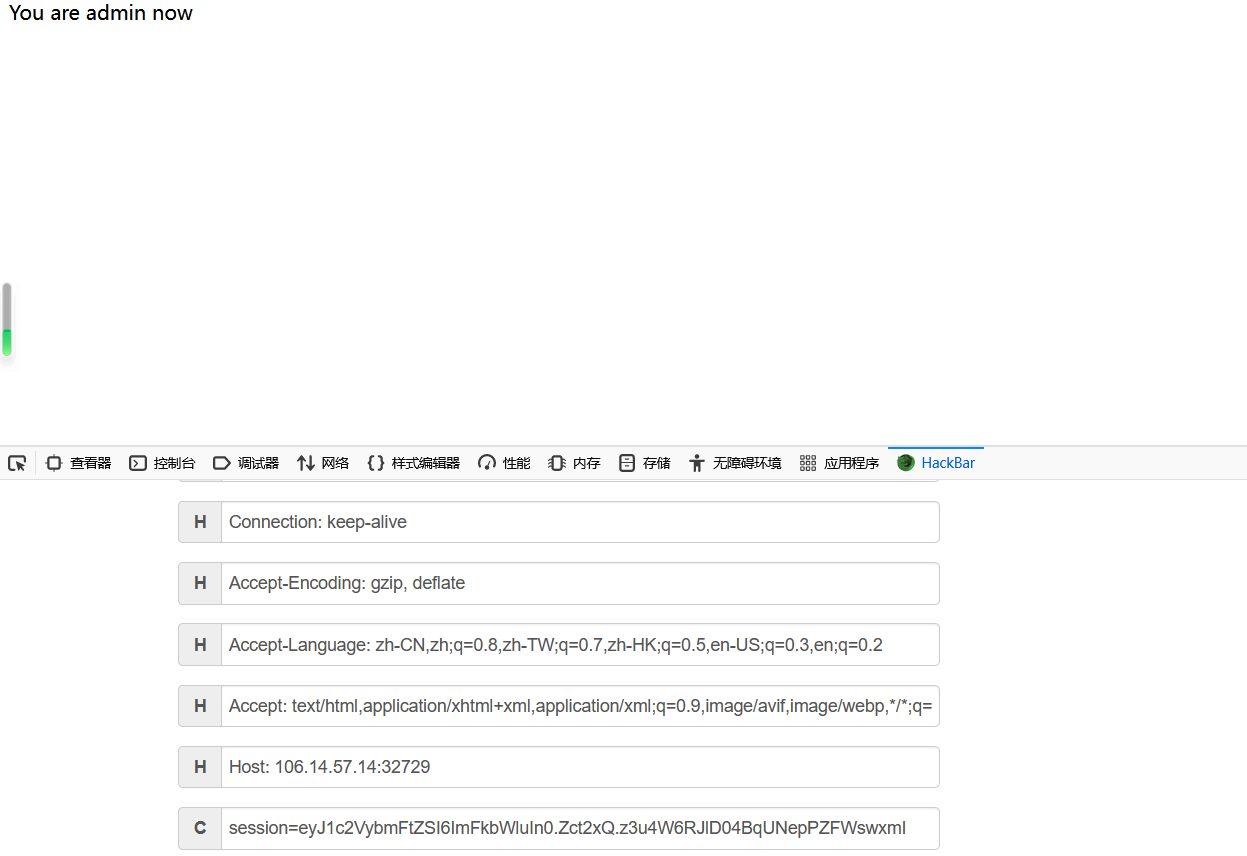 You are admin now
查看器 控制台 调试器 网络 样式编辑器 性能 内存 存储 无障碍环境 应用程序 HackBar
H Connection: keep-alive
H Accept-Encoding: gzip, deflate
H Accept-Language: zh-CN,zh;q=0.8,zh-TW;q=0.7,zh-HK;q=0.5,en-US;q=0.3,en;q=0.2
H Accept: text/html,application/xhtml+xml,application/xml;q=0.9,image/avif,image/webp,*/*;q=
H Host: 106.14.57.14:32729
C session=eyJ1c2VybmFtZSI6ImFkbWluIn0.Zct2xQ.z3u4W6RJlD04BqUNepPZFWswxmI